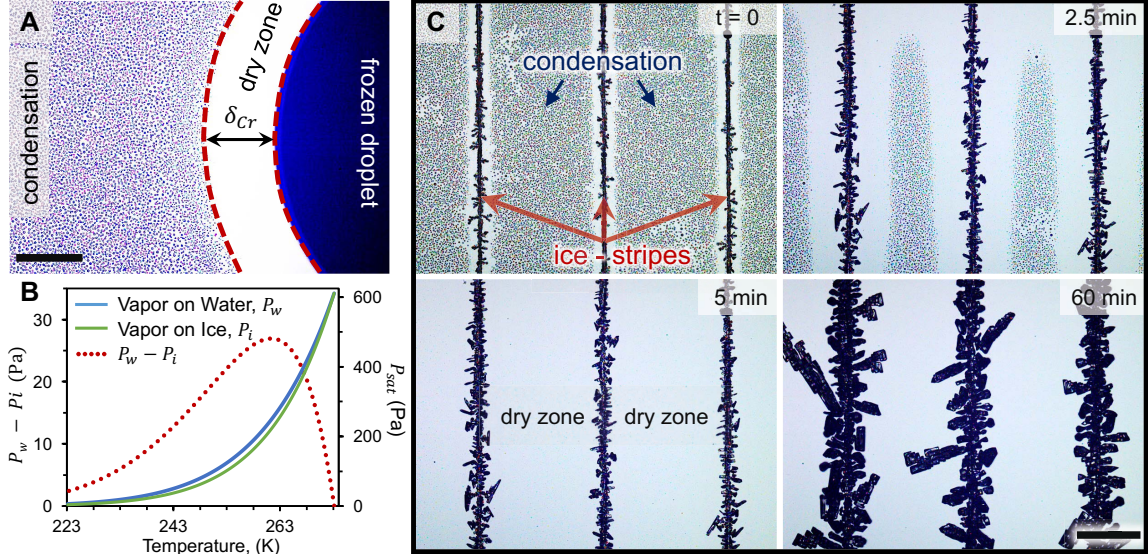 A
condensation
dry zone
δCr
frozen droplet
B
Vapor on Water, Pw
Vapor on Ice, Pi
Pw − Pi
Pw − Pi (Pa)
30
20
10
0
600
400
200
0
Psat
(Pa)
223
243
263
Temperature, (K)
C
t = 0
condensation
ice - stripes
2.5 min
5 min
dry zone
dry zone
60 min